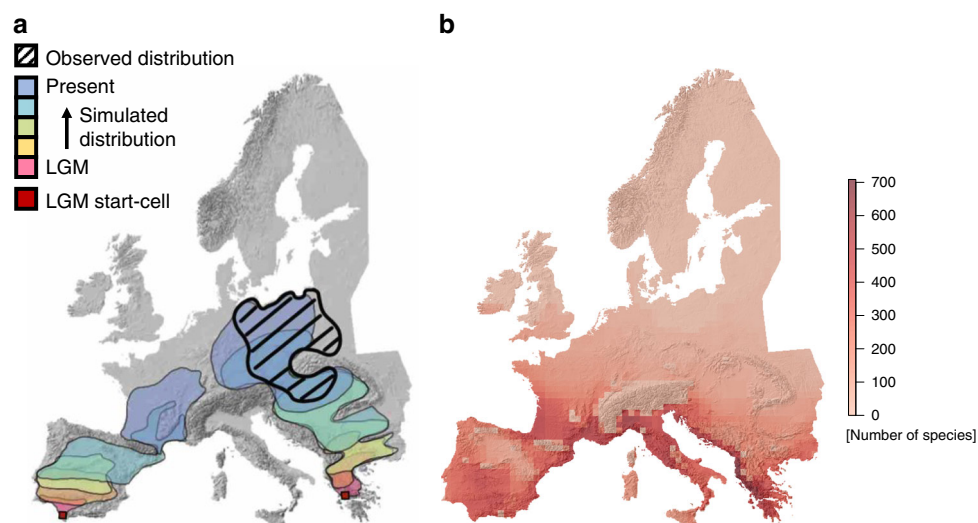 a
Observed distribution
Present
Simulated
distribution
LGM
LGM start-cell
b
700
600
500
400
300
200
100
0
[Number of species]